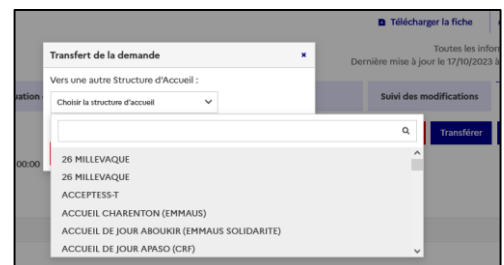 Télécharger la fiche
Transfert de la demande
Toutes les infor
Dernière mise à jour le 17/10/2023 à
Vers une autre Structure d'Accueil :
uation
Choisir la structure d'accueil
Suivi des modifications
Transférer
00:00
26 MILLEVAQUE
26 MILLEVAQUE
ACCEPTESS-T
ACCUEIL CHARENTON (EMMAUS)
ACCUEIL DE JOUR ABOUKIR (EMMAUS SOLIDARITE)
ACCUEIL DE JOUR APASO (CRF)